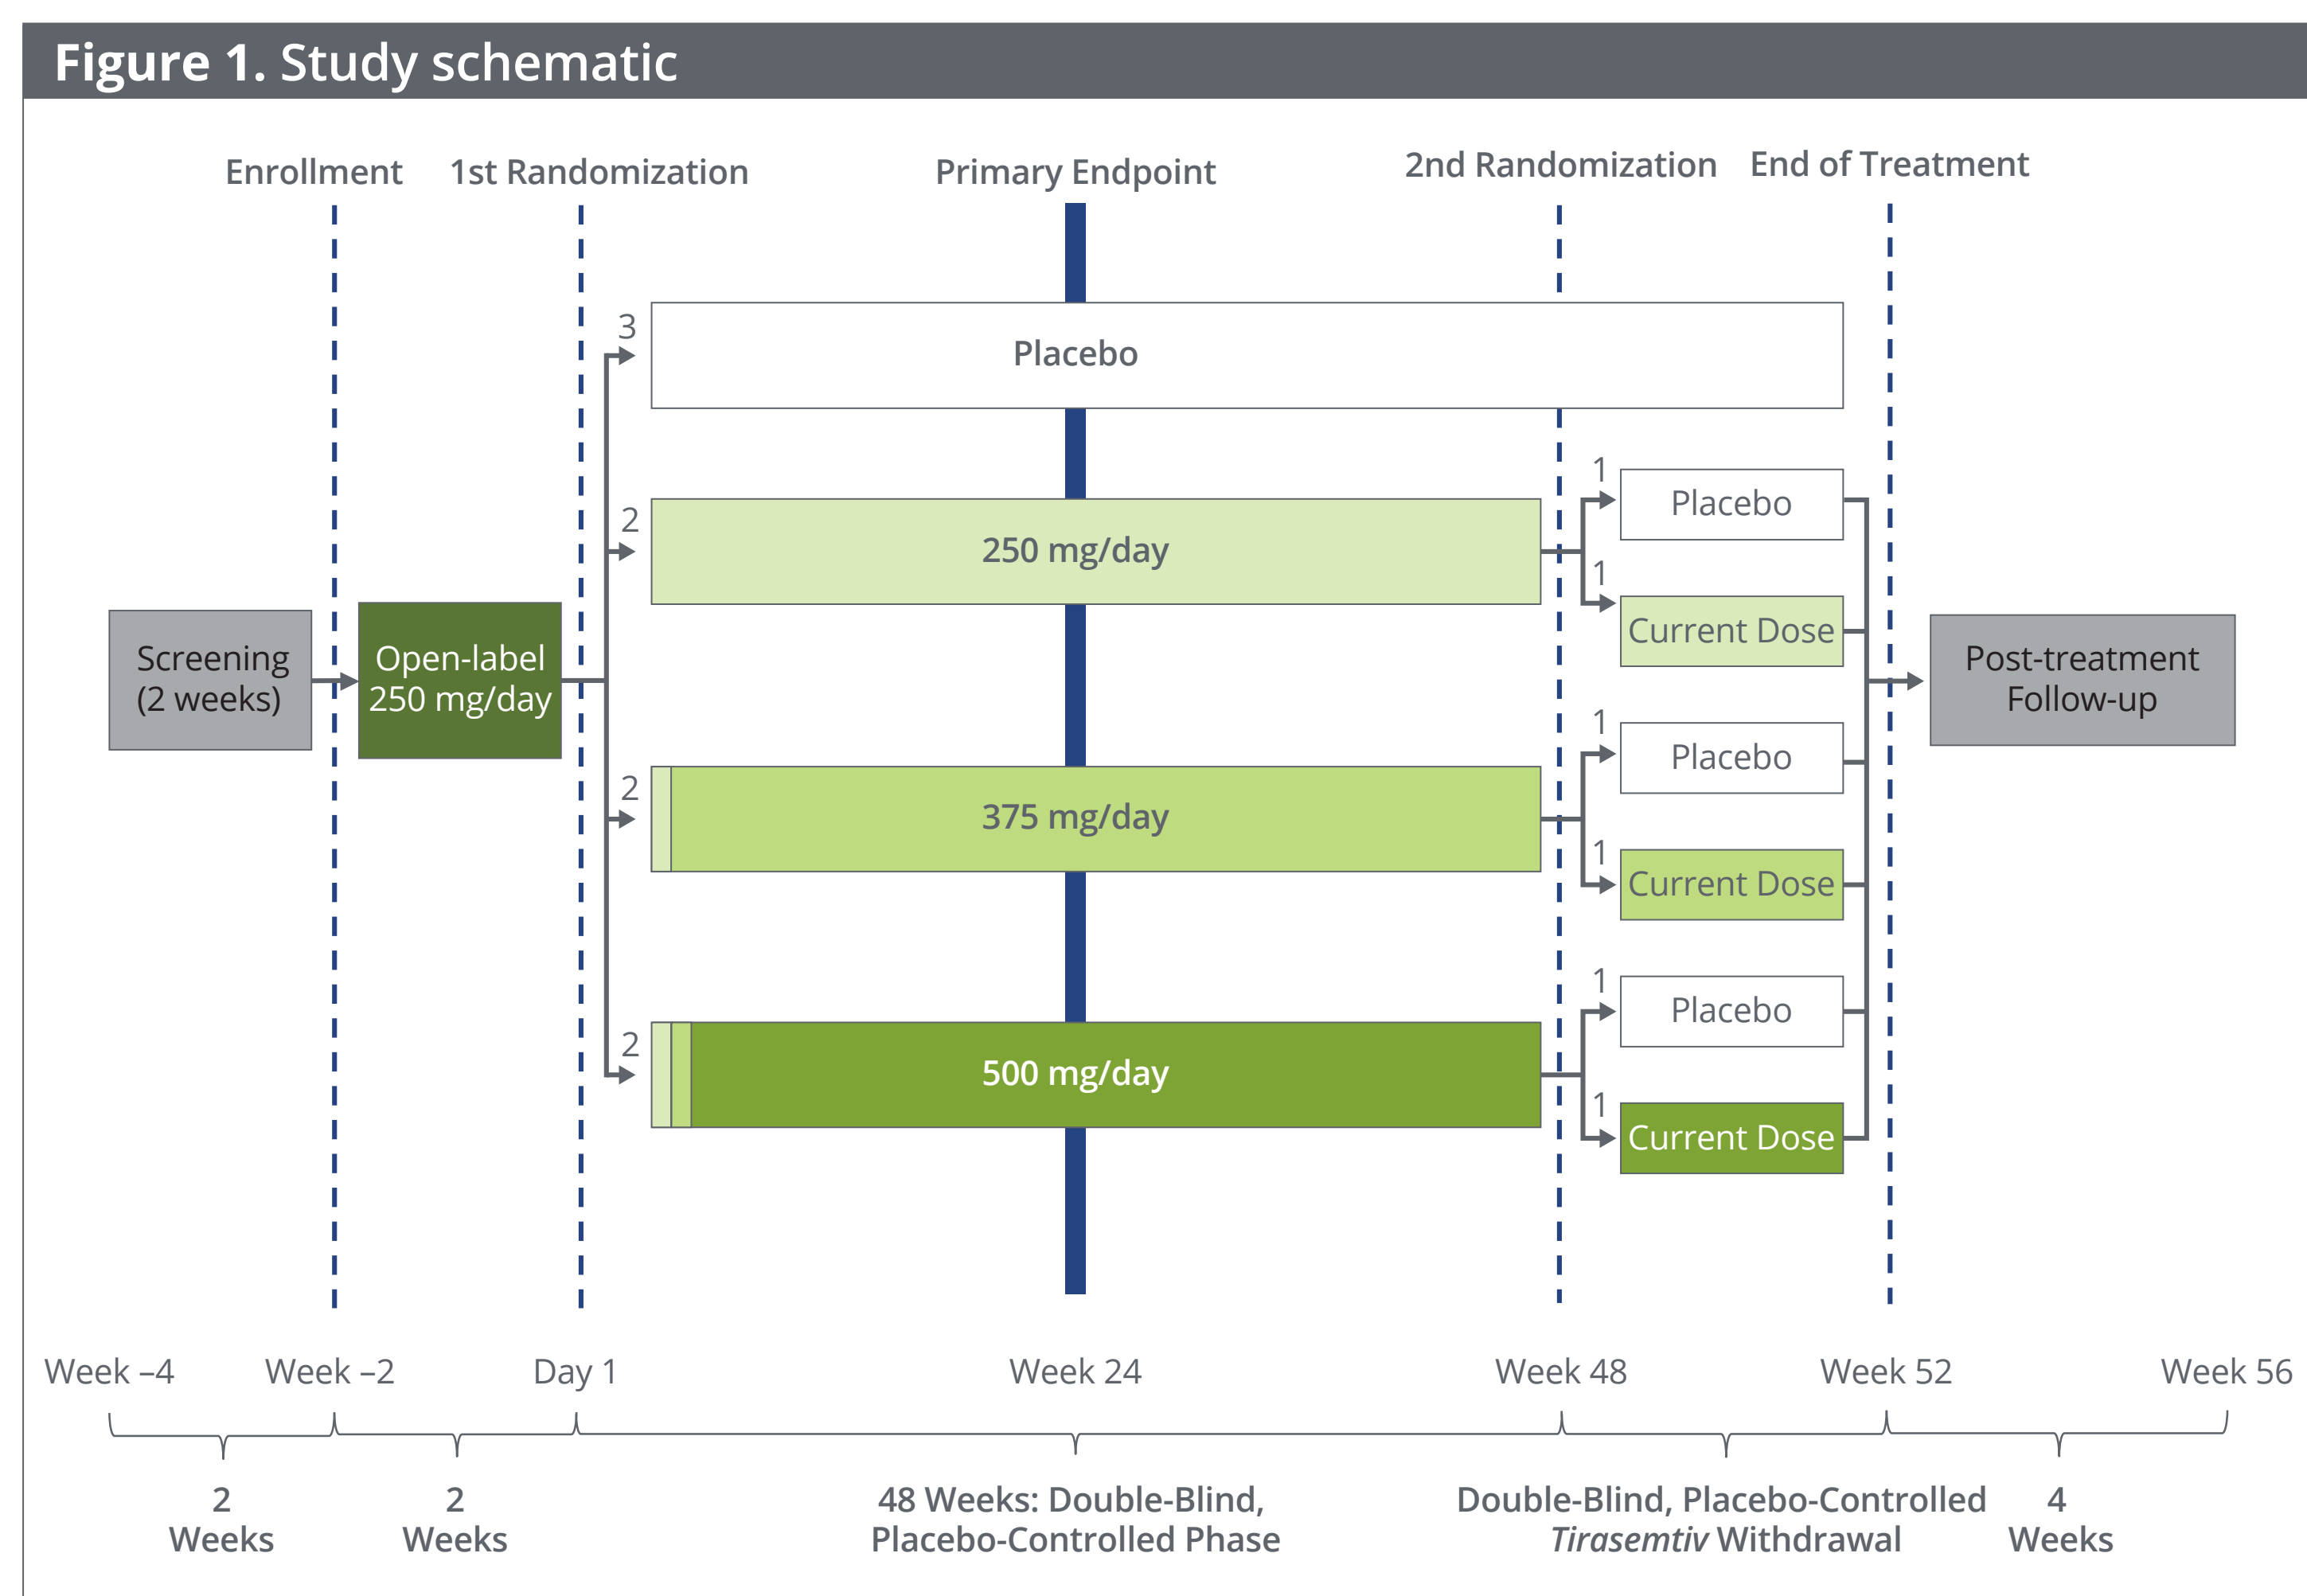 Figure 1. Study schematic
Enrollment
1st Randomization
Primary Endpoint
2nd Randomization
End of Treatment
3
Placebo
2
250 mg/day
1
Placebo
1
Current Dose
Screening
(2 weeks)
Open-label
250 mg/day
Post-treatment
Follow-up
2
375 mg/day
1
Placebo
1
Current Dose
2
500 mg/day
1
Placebo
1
Current Dose
Week –4
Week –2
Day 1
Week 24
Week 48
Week 52
Week 56
2
Weeks
2
Weeks
48 Weeks: Double-Blind,
Placebo-Controlled Phase
Double-Blind, Placebo-Controlled
Tirasemtiv Withdrawal
4
Weeks